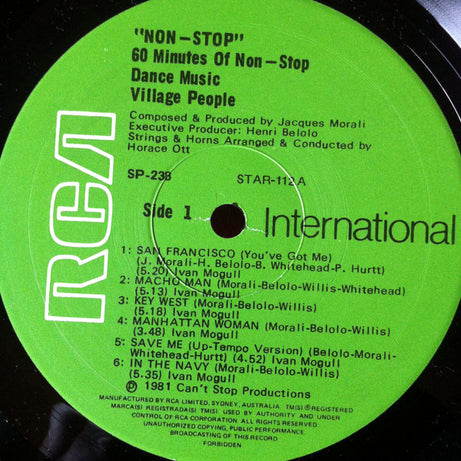 "NON-STOP"
60 Minutes Of Non-Stop
Dance Music
Village People
Composed & Produced by Jacques Morali
Executive Producer: Henri Belolo
Strings & Horns Arranged & Conducted by
Horace Ott
SP-238
STAR-112 A
Side 1
RCA
International
1: SAN FRANCISCO (You've Got Me)
(J. Morali-H. Belolo-B. Whitehead-P. Hurtt)
(5.20) Ivan Mogull
2: MACHO MAN (Morali-Belolo-Willis-Whitehead)
(5.13) Ivan Mogull
3: KEY WEST (Morali-Belolo-Willis)
(5.18) Ivan Mogull
4: MANHATTAN WOMAN (Morali-Belolo-Willis)
(3.48) Ivan Mogull
5: SAVE ME (Up-Tempo Version) (Belolo-Morali-
Whitehead-Hurtt) (4.52) Ivan Mogull
6: IN THE NAVY (Morali-Belolo-Willis)
(5.35) Ivan Mogull
℗ 1981 Can't Stop Productions
MANUFACTURED BY RCA LIMITED, SYDNEY, AUSTRALIA. TM(S) ® REGISTERED
MARCA(S) REGISTRADA(S) TM(S) USED BY AUTHORITY AND UNDER
CONTROL OF RCA CORPORATION ALL RIGHTS RESERVED
UNAUTHORIZED COPYING, PUBLIC PERFORMANCE,
BROADCASTING OF THIS RECORD
FORBIDDEN